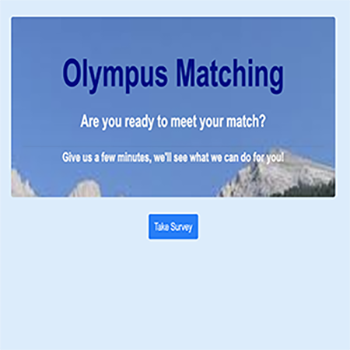 Olympus Matching
Are you ready to meet your match?
Give us a few minutes, we'll see what we can do for you!
Take Survey